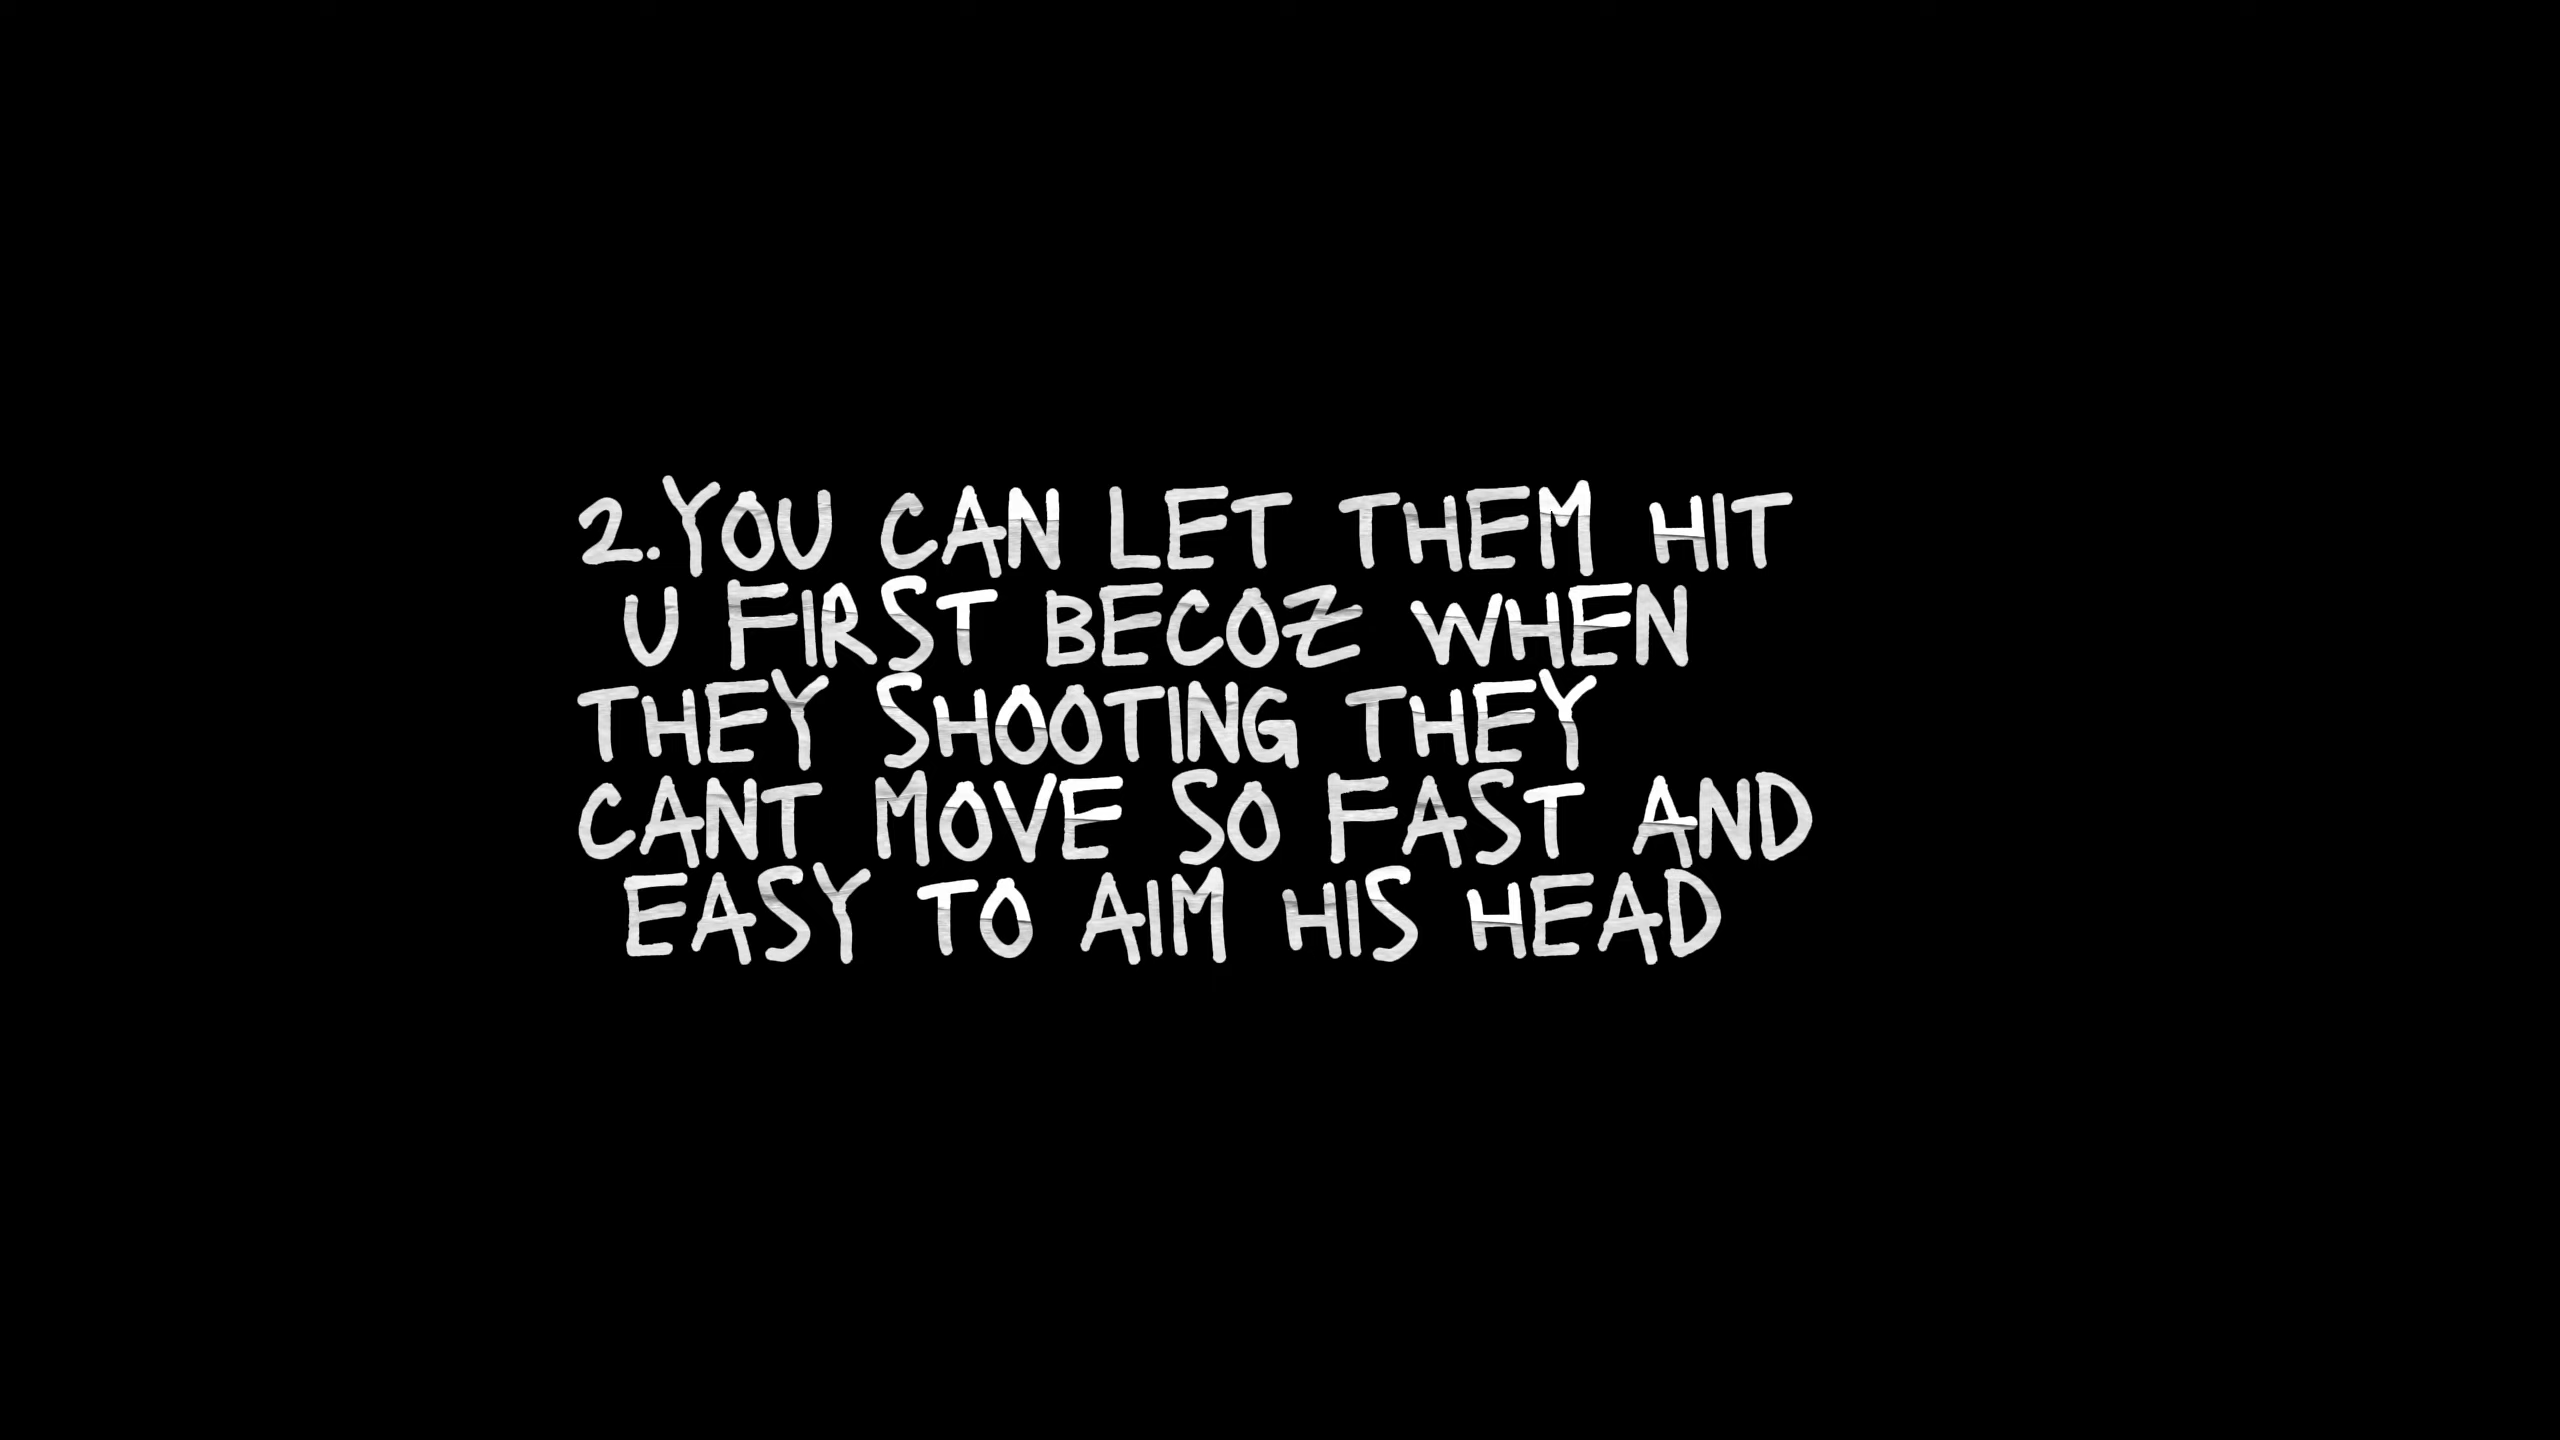 2.YOU CAN LET THEM HIT
U FIRST BECOZ WHEN
THEY SHOOTING THEY
CANT MOVE SO FAST AND
EASY TO AIM HIS HEAD